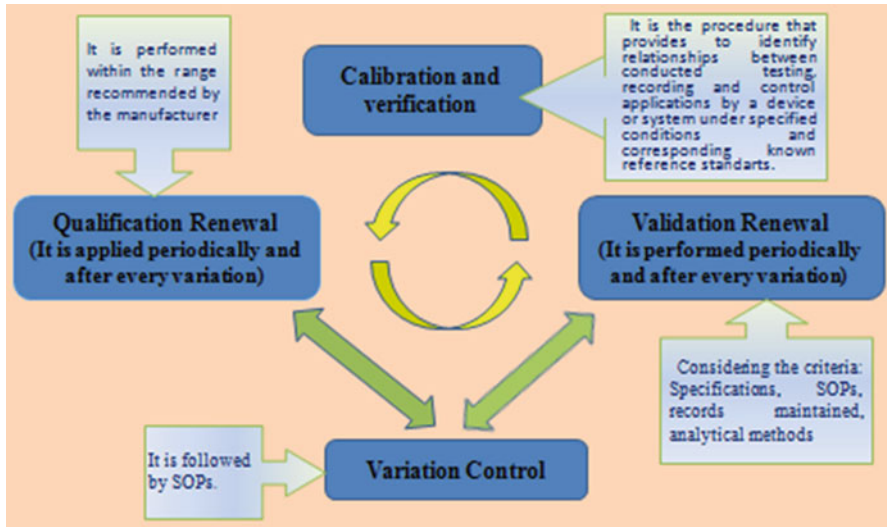 It is performed
within the range
recommended by
the manufacturer
Calibration and
verification
It is the procedure that
provides to identify
relationships between
conducted testing,
recording and control
applications by a device
or system under specified
conditions and
corresponding known
reference standarts.
Qualification Renewal
(It is applied periodically and
after every variation)
Validation Renewal
(It is performed periodically
and after every variation)
Considering the criteria:
Specifications, SOPs,
records maintained,
analytical methods
It is followed
by SOPs.
Variation Control